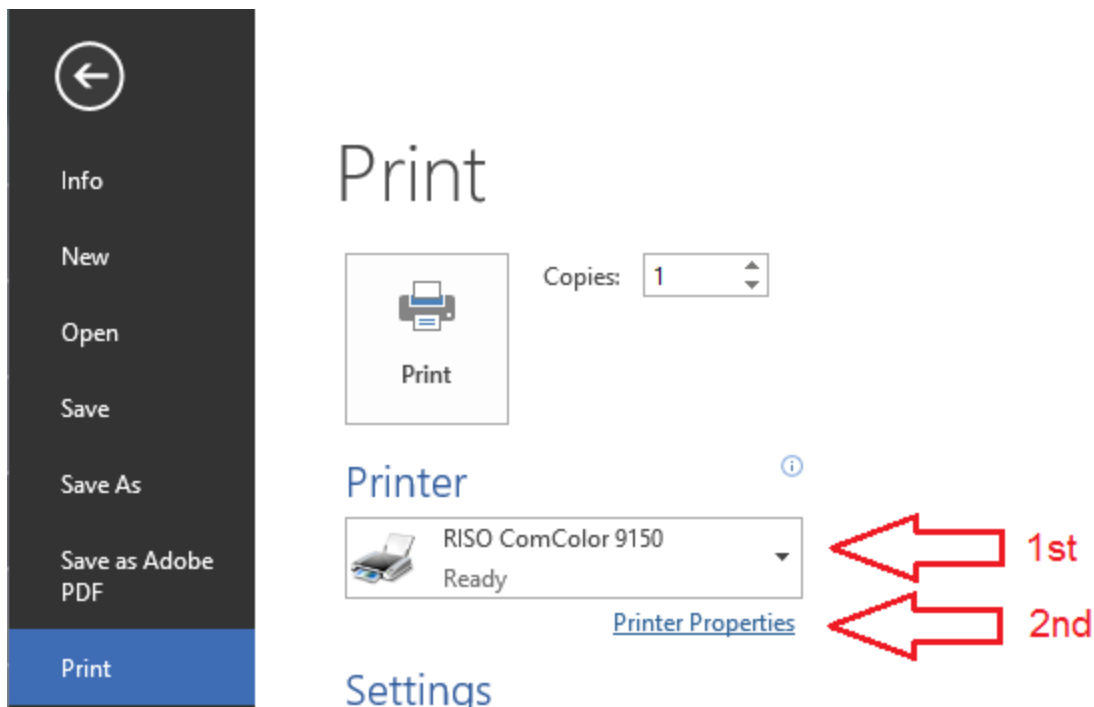 Info
New
Open
Save
Save As
Save as Adobe
PDF
Print
Print
Copies: 1
Print
Printer
RISO ComColor 9150
Ready
1st
Printer Properties
2nd
Settings